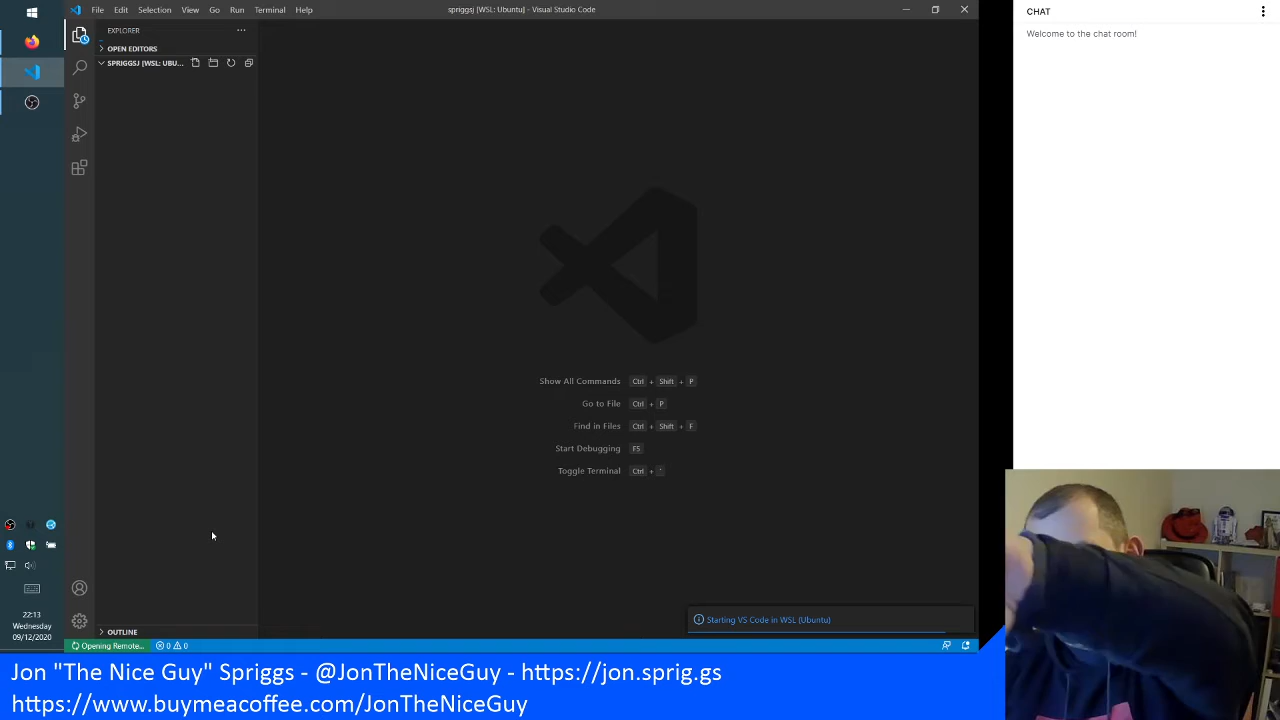 File Edit Selection View Go Run Terminal Help
spriggsj [WSL: Ubuntu] - Visual Studio Code
EXPLORER
OPEN EDITORS
SPRIGGSJ [WSL: UBU...
Show All Commands Ctrl + Shift + P
Go to File Ctrl + P
Find in Files Ctrl + Shift + F
Start Debugging F5
Toggle Terminal Ctrl + `
Starting VS Code in WSL (Ubuntu)
OUTLINE
Opening Remote... 0 0
22:13
Wednesday
09/12/2020
CHAT
Welcome to the chat room!
Jon "The Nice Guy" Spriggs - @JonTheNiceGuy - https://jon.sprig.gs
https://www.buymeacoffee.com/JonTheNiceGuy